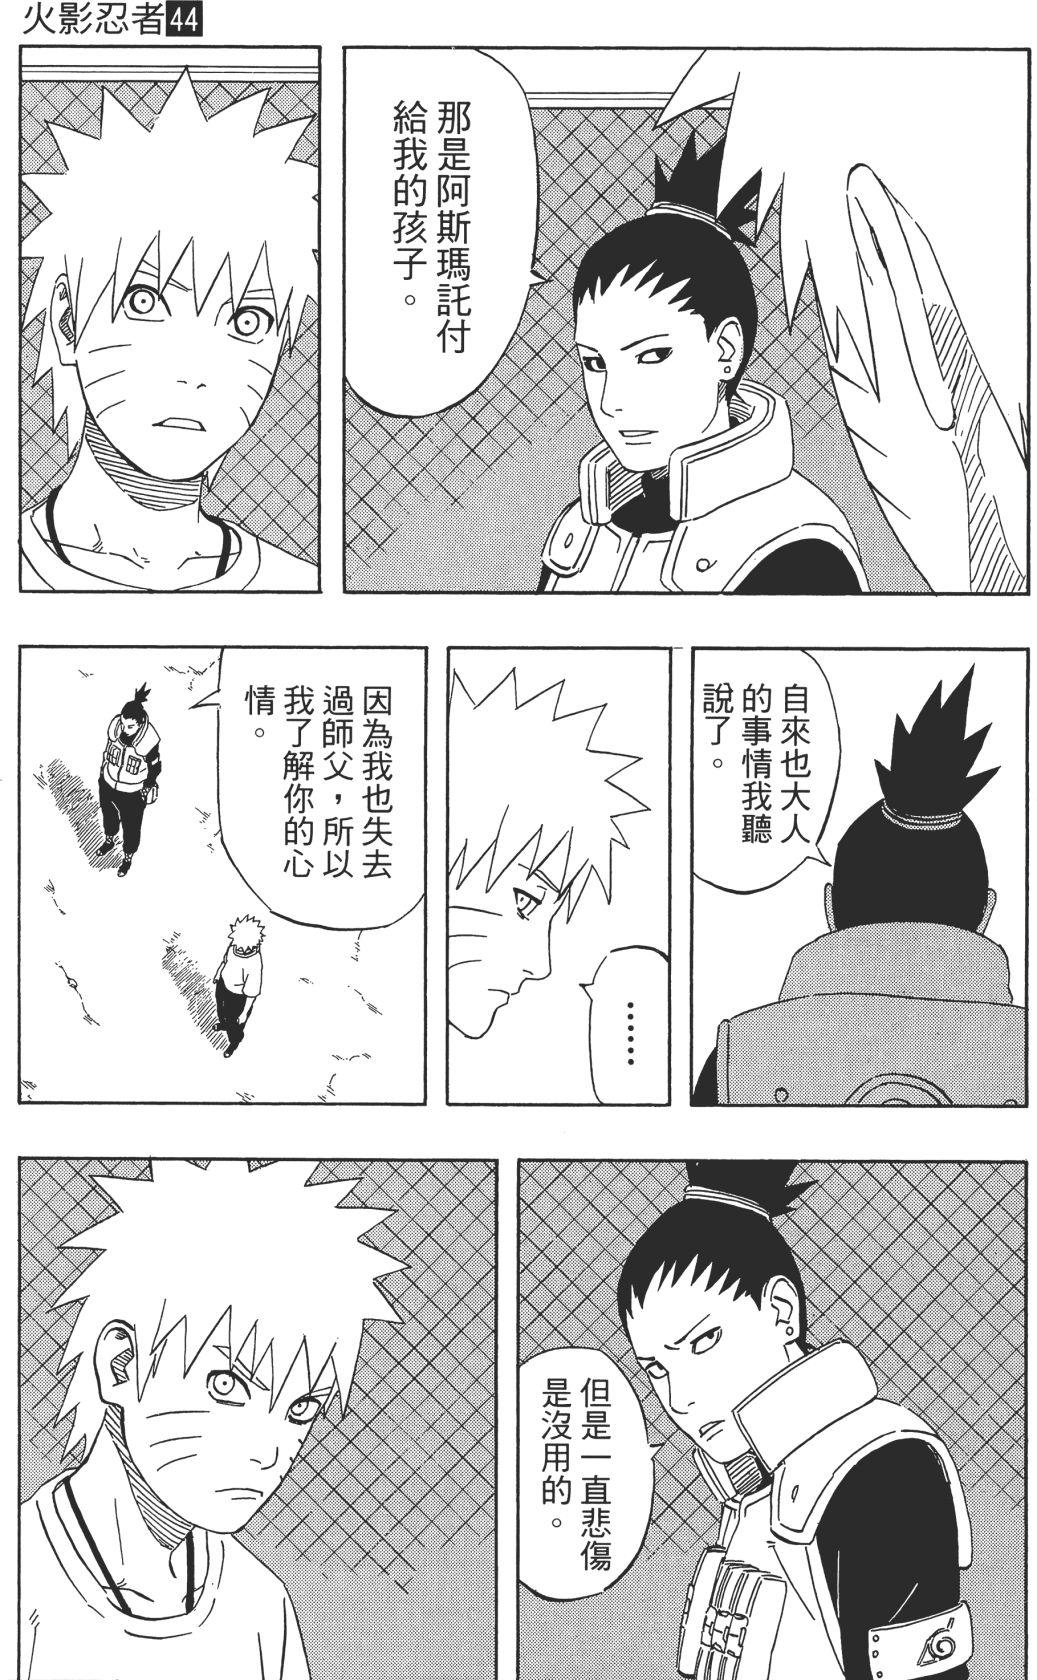 火影忍者44
那是阿斯瑪託付
給我的孩子。
自來也大人
的事情我聽
說了。
……
因為我也失去
過師父，所以
我了解你的心
情。
但是一直悲傷
是沒用的。